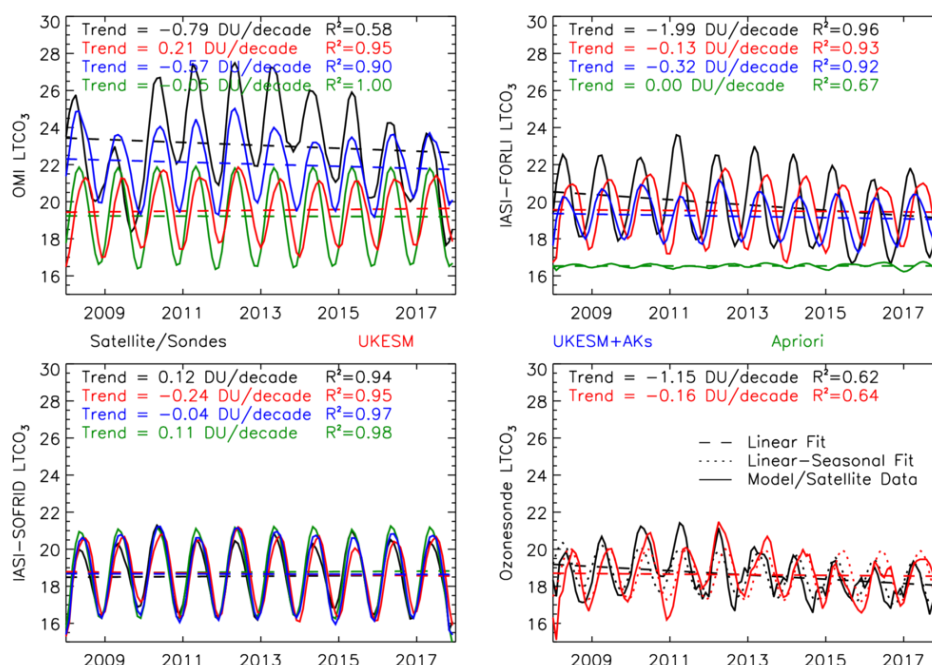 Trend = −0.79 DU/decade R²=0.58
Trend = 0.21 DU/decade R²=0.95
Trend = −0.57 DU/decade R²=0.90
Trend = −0.05 DU/decade R²=1.00
30
28
26
24
22
20
18
16
OMI LTCO₃
2009 2011 2013 2015 2017
Trend = −1.99 DU/decade R²=0.96
Trend = −0.13 DU/decade R²=0.93
Trend = −0.32 DU/decade R²=0.92
Trend = 0.00 DU/decade R²=0.67
30
28
26
24
22
20
18
16
IASI−FORLI LTCO₃
2009 2011 2013 2015 2017
Satellite/Sondes UKESM UKESM+AKs Apriori
Trend = 0.12 DU/decade R²=0.94
Trend = −0.24 DU/decade R²=0.95
Trend = −0.04 DU/decade R²=0.97
Trend = 0.11 DU/decade R²=0.98
30
28
26
24
22
20
18
16
IASI−SOFRID LTCO₃
2009 2011 2013 2015 2017
Trend = −1.15 DU/decade R²=0.62
Trend = −0.16 DU/decade R²=0.64
Linear Fit
Linear−Seasonal Fit
Model/Satellite Data
30
28
26
24
22
20
18
16
Ozonesonde LTCO₃
2009 2011 2013 2015 2017